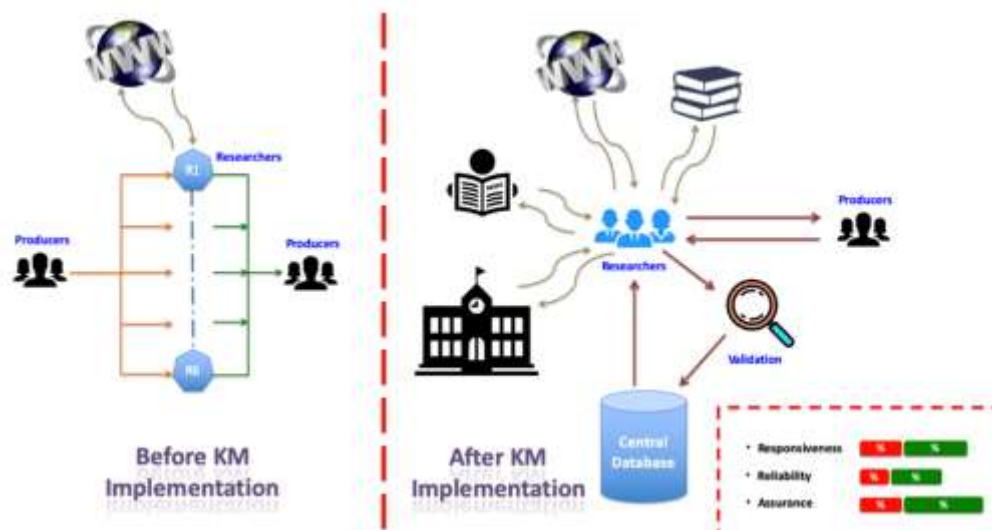 WWW
R1
Researchers
Producers
Producers
R6
Before KM
Implementation
WWW
NEWS
Researchers
Producers
Validation
Central
Database
After KM
Implementation
• Responsiveness % %
• Reliability % %
• Assurance % %